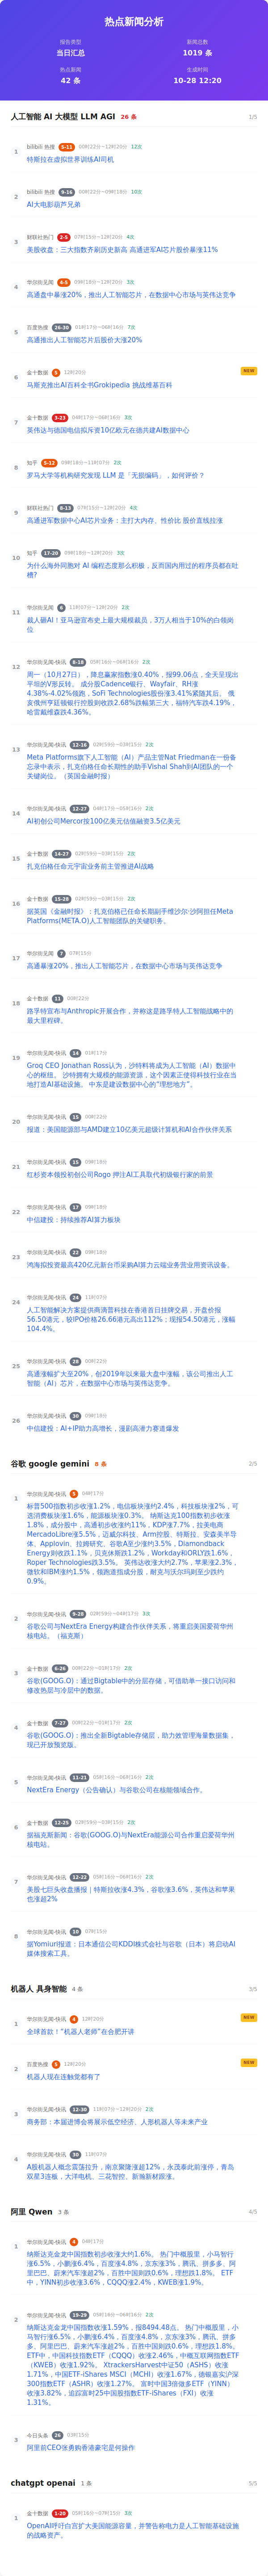 热点新闻分析
报告类型
新闻总数
当日汇总
1019 条
热点新闻
生成时间
42 条
10-28 12:20
人工智能 AI 大模型 LLM AGI 26 条 1/5
1
bilibili 热搜 5-11 00时22分~12时20分 12次
特斯拉在虚拟世界训练AI司机
2
bilibili 热搜 9-16 00时22分~09时18分 10次
AI大电影葫芦兄弟
3
财联社热门 2-5 07时15分~12时20分 4次
美股收盘：三大指数齐刷历史新高 高通进军AI芯片股价暴涨11%
4
华尔街见闻 4-5 09时18分~12时20分 3次
高通盘中暴涨20%，推出人工智能芯片，在数据中心市场与英伟达竞争
5
百度热搜 26-30 01时17分~06时16分 7次
高通推出人工智能芯片后股价大涨20%
6
金十数据 5 12时20分 NEW
马斯克推出AI百科全书Grokipedia 挑战维基百科
7
金十数据 3-23 04时17分~06时16分 3次
英伟达与德国电信拟斥资10亿欧元在德共建AI数据中心
8
知乎 5-12 09时18分~11时07分 2次
罗马大学等机构研究发现 LLM 是「无损编码」，如何评价？
9
财联社热门 8-13 07时15分~12时20分 4次
高通进军数据中心AI芯片业务：主打大内存、性价比 股价直线拉涨
10
知乎 17-20 09时18分~12时20分 3次
为什么海外同胞对 AI 编程态度那么积极，反而国内用过的程序员都在吐
槽?
11
华尔街见闻 6 11时07分~12时20分 2次
裁人砸AI！亚马逊宣布史上最大规模裁员，3万人相当于10%的白领岗
位
12
华尔街见闻-快讯 8-18 05时16分~06时16分 2次
周一（10月27日），降息赢家指数涨0.40%，报99.06点，全天呈现出
平坦的V形反转。 成分股Cadence银行、Wayfair、RH涨
4.38%-4.02%领跑，SoFi Technologies股份涨3.41%紧随其后。 俄
亥俄州亨廷顿银行控股则收跌2.68%跌幅第三大，福特汽车跌4.19%，
哈雷戴维森跌4.36%。
13
华尔街见闻-快讯 12-16 02时59分~03时15分 2次
Meta Platforms旗下人工智能（AI）产品主管Nat Friedman在一份备
忘录中表示，扎克伯格任命长期性的助手Vishal Shah到AI团队的一个
关键岗位。（英国金融时报）
14
华尔街见闻-快讯 12-27 04时17分~05时16分 2次
AI初创公司Mercor按100亿美元估值融资3.5亿美元
15
金十数据 14-27 02时59分~03时15分 2次
扎克伯格任命元宇宙业务前主管推进AI战略
16
金十数据 15-28 02时59分~03时15分 2次
据英国《金融时报》：扎克伯格已任命长期副手维沙尔·沙阿担任Meta
Platforms(META.O)人工智能团队的关键职务。
17
华尔街见闻 7 07时15分
高通暴涨20%，推出人工智能芯片，在数据中心市场与英伟达竞争
18
金十数据 11 00时22分
路孚特宣布与Anthropic开展合作，并称这是路孚特人工智能战略中的
最大里程碑。
19
华尔街见闻-快讯 14 01时17分
Groq CEO Jonathan Ross认为，沙特料将成为人工智能（AI）数据中
心的枢纽。 沙特拥有大规模的能源资源，这个因素正使得科技行业在当
地打造AI基础设施。 中东是建设数据中心的“理想地方”。
20
华尔街见闻-快讯 15 00时22分
报道：美国能源部与AMD建立10亿美元超级计算机和AI合作伙伴关系
21
华尔街见闻-快讯 15 09时18分
红杉资本领投初创公司Rogo 押注AI工具取代初级银行家的前景
22
华尔街见闻-快讯 17 09时18分
中信建投：持续推荐AI算力板块
23
华尔街见闻-快讯 22 09时18分
鸿海拟投资最高420亿元新台币采购AI算力云端业务营业用资讯设备。
24
华尔街见闻-快讯 24 11时07分
人工智能解决方案提供商滴普科技在香港首日挂牌交易，开盘价报
56.50港元，较IPO价格26.66港元高出112%；现报54.50港元，涨幅
104.4%。
25
华尔街见闻-快讯 28 00时22分
高通涨幅扩大至20%，创2019年以来最大盘中涨幅，该公司推出人工
智能（AI）芯片，在数据中心市场与英伟达竞争。
26
华尔街见闻-快讯 30 09时18分
中信建投：AI+IP助力高增长，漫剧高潜力赛道爆发
谷歌 google gemini 8 条 2/5
1
华尔街见闻-快讯 3 04时17分
标普500指数初步收涨1.2%，电信板块涨约2.4%，科技板块涨2%，可
选消费板块涨1.6%，能源板涨0.3%。 纳斯达克100指数初步收涨
1.8%，成分股中，高通初步收涨约11%，KDP涨7.7%，拉美电商
MercadoLibre涨5.5%，迈威尔科技、Arm控股、特斯拉、安森美半导
体、Applovin、拉姆研究、谷歌A至少涨约3.5%，Diamondback
Energy则收跌1.1%，贝克休斯跌1.2%，Workday和ORLY跌1.6%，
Roper Technologies跌3.5%。 英伟达收涨大约2.7%，苹果涨2.3%，
微软和IBM涨约1.5%，领跑道指成分股，耐克与沃尔玛则至少跌约
0.9%。
2
华尔街见闻-快讯 9-28 02时59分~04时17分 3次
谷歌公司与NextEra Energy构建合作伙伴关系，将重启美国爱荷华州
核电站。（福克斯）
3
金十数据 6-26 00时22分~02时17分 2次
谷歌(GOOG.O)：通过Bigtable中的分层存储，可借助单一接口访问和
修改热层与冷层中的数据。
4
金十数据 7-27 00时22分~01时17分 2次
谷歌(GOOG.O)：推出全新Bigtable存储层，助力效管理海量数据集，
现已开放预览版。
5
华尔街见闻-快讯 11-21 05时16分~06时16分 2次
NextEra Energy（公告确认）与谷歌公司在核能领域合作。
6
金十数据 12-25 02时59分~03时15分 2次
据福克斯新闻：谷歌(GOOG.O)与NextEra能源公司合作重启爱荷华州
核电站。
7
华尔街见闻-快讯 12-22 05时16分~06时16分 2次
美股七巨头收盘播报｜特斯拉收涨4.3%，谷歌涨3.6%，英伟达和苹果
也涨超2%
8
华尔街见闻-快讯 10 07时15分
据Yomiuri报道：日本通信公司KDDI株式会社与谷歌（日本）将启动AI
媒体搜索工具。
机器人 具身智能 4 条 3/5
1
华尔街见闻-快讯 4 12时20分 NEW
全球首款！“机器人老师”在合肥开讲
2
百度热搜 5 12时20分 NEW
机器人现在连触觉都有了
3
华尔街见闻-快讯 12-30 11时07分~12时20分 2次
商务部：本届进博会将展示低空经济、人形机器人等未来产业
4
华尔街见闻-快讯 30 11时07分
A股机器人概念震荡拉升，南京聚隆涨超12%，永茂泰此前涨停，青岛
双星3连板，大洋电机、三花智控、新瀚新材跟涨。
阿里 Qwen 3 条 4/5
1
华尔街见闻-快讯 4 04时17分
纳斯达克金龙中国指数初步收涨大约1.6%。 热门中概股里，小马智行
涨6.5%，小鹏涨6.4%，百度涨4.8%，京东涨3%，腾讯、拼多多、阿
里巴巴、蔚来汽车涨超2%，百胜中国则跌0.6%，理想跌1.8%。 ETF
中，YINN初步收涨3.6%，CQQQ涨2.4%，KWEB涨1.9%。
2
华尔街见闻-快讯 19-29 05时16分~06时16分 2次
纳斯达克金龙中国指数收涨1.59%，报8494.48点。 热门中概股里，小
马智行涨6.5%，小鹏涨6.4%，百度涨4.8%，京东涨3%，腾讯、拼多
多、阿里巴巴、蔚来汽车涨超2%，百胜中国则跌0.6%，理想跌1.8%。
ETF中，中国科技指数ETF（CQQQ）收涨2.46%，中概互联网指数ETF
（KWEB）收涨1.92%。 XtrackersHarvest中证50（ASHS）收涨
1.71%，中国ETF-iShares MSCI（MCHI）收涨1.67%，德银嘉实沪深
300指数ETF（ASHR）收涨1.27%。 富时中国3倍做多ETF（YINN）
收涨3.82%，追踪富时25中国股指数ETF-iShares（FXI）收涨
1.31%。
3
今日头条 26 03时15分
阿里前CEO张勇购香港豪宅是何操作
chatgpt openai 1 条 5/5
1
金十数据 1-20 05时16分~07时15分 3次
OpenAI呼吁白宫扩大美国能源容量，并警告称电力是人工智能基础设施
的战略资产。